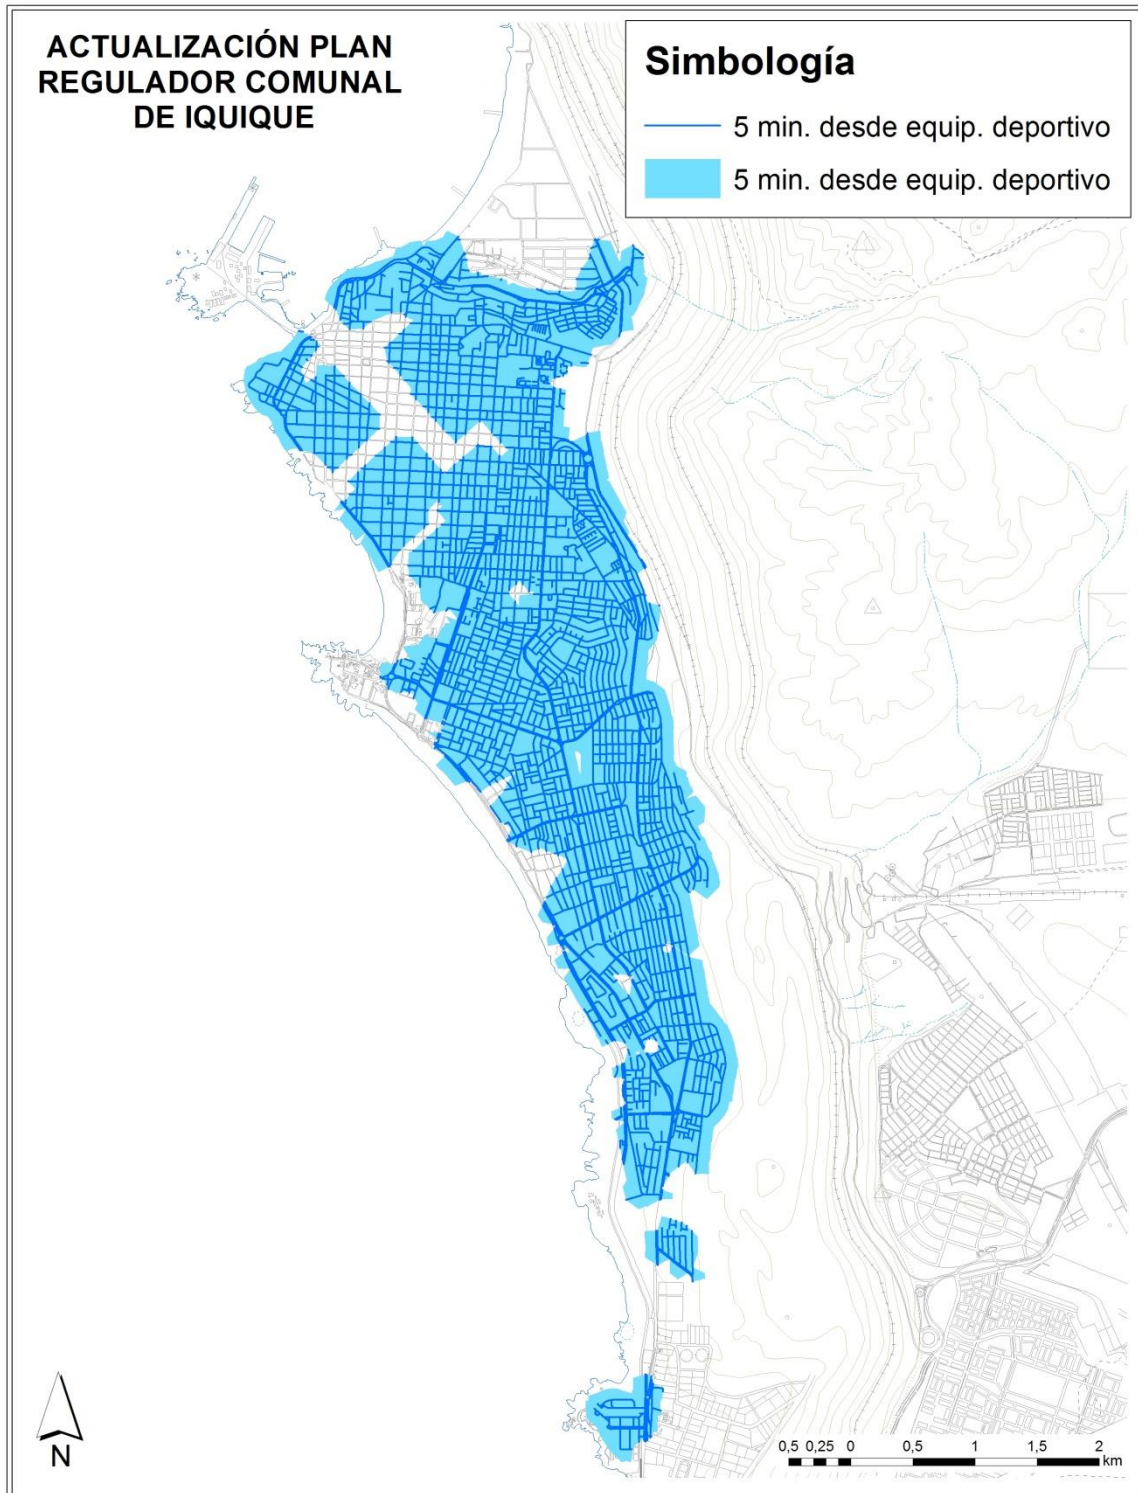 ACTUALIZACIÓN PLAN
REGULADOR COMUNAL
DE IQUIQUE
Simbología
5 min. desde equip. deportivo
5 min. desde equip. deportivo
N
0,5 0,25 0 0,5 1 1,5 2
km